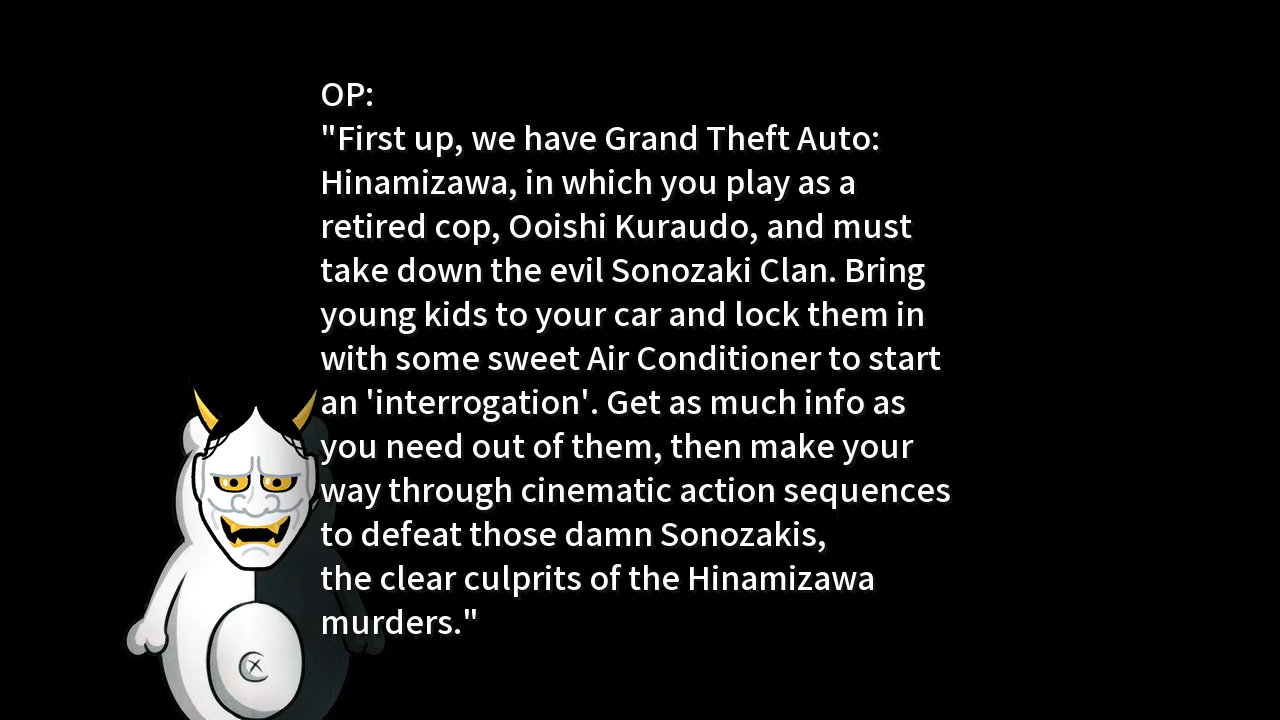 OP:
"First up, we have Grand Theft Auto:
Hinamizawa, in which you play as a
retired cop, Ooishi Kuraudo, and must
take down the evil Sonozaki Clan. Bring
young kids to your car and lock them in
with some sweet Air Conditioner to start
an 'interrogation'. Get as much info as
you need out of them, then make your
way through cinematic action sequences
to defeat those damn Sonozakis,
the clear culprits of the Hinamizawa
murders."